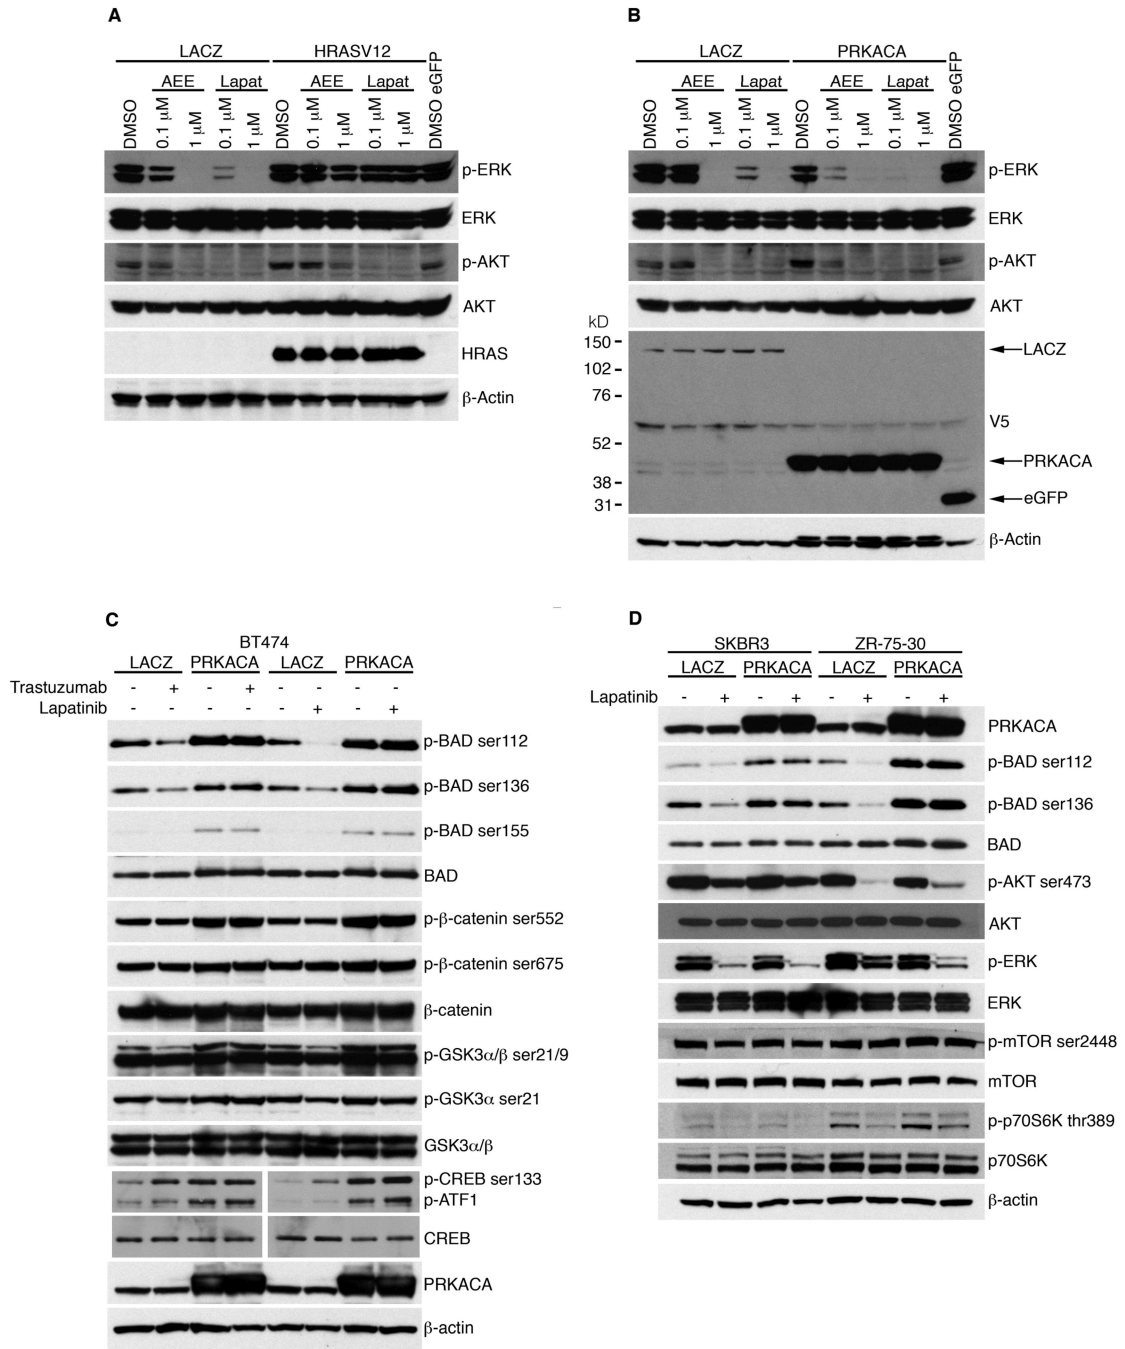 A
LACZ HRASV12
AEE Lapat AEE Lapat
DMSO 0.1 µM 1 µM 0.1 µM 1 µM DMSO 0.1 µM 1 µM 0.1 µM 1 µM DMSO eGFP
p-ERK
ERK
p-AKT
AKT
HRAS
β-Actin
B
LACZ PRKACA
AEE Lapat AEE Lapat
DMSO 0.1 µM 1 µM 0.1 µM 1 µM DMSO 0.1 µM 1 µM 0.1 µM 1 µM DMSO eGFP
p-ERK
ERK
p-AKT
AKT
kD
150
102
76
52
38
31
LACZ
V5
PRKACA
eGFP
β-Actin
C
BT474
LACZ PRKACA LACZ PRKACA
Trastuzumab - + - + - - - -
Lapatinib - - - - - + - +
p-BAD ser112
p-BAD ser136
p-BAD ser155
BAD
p-β-catenin ser552
p-β-catenin ser675
β-catenin
p-GSK3α/β ser21/9
p-GSK3α ser21
GSK3α/β
p-CREB ser133
p-ATF1
CREB
PRKACA
β-actin
D
SKBR3 ZR-75-30
LACZ PRKACA LACZ PRKACA
Lapatinib - + - + - + - +
PRKACA
p-BAD ser112
p-BAD ser136
BAD
p-AKT ser473
AKT
p-ERK
ERK
p-mTOR ser2448
mTOR
p-p70S6K thr389
p70S6K
β-actin